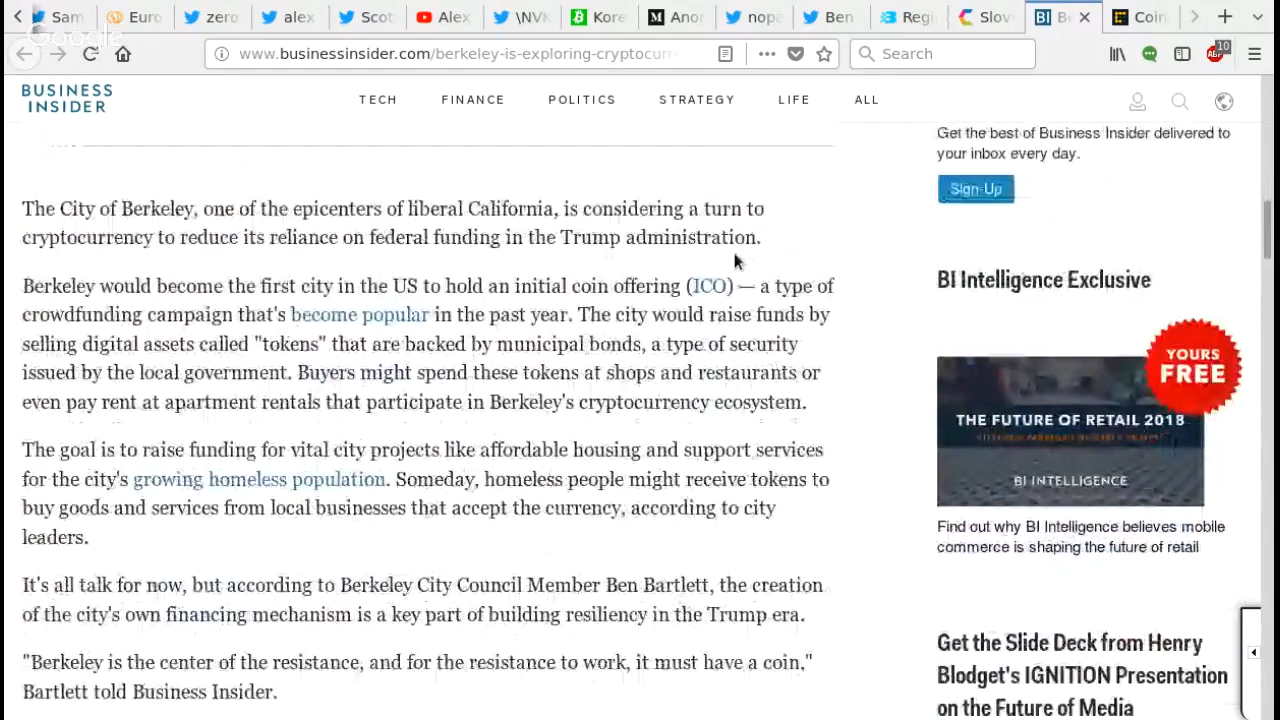 Sam
Euro
zero
alex
Scot
Alex
\NVK
Kore
Anor
nopa
Ben
Regi
Slov
BI
Coin
Google
www.businessinsider.com/berkeley-is-exploring-cryptocurr
Search
ABP
10
BUSINESS
INSIDER
TECH FINANCE POLITICS STRATEGY LIFE ALL
The City of Berkeley, one of the epicenters of liberal California, is considering a turn to
cryptocurrency to reduce its reliance on federal funding in the Trump administration.
Berkeley would become the first city in the US to hold an initial coin offering (ICO) — a type of
crowdfunding campaign that's become popular in the past year. The city would raise funds by
selling digital assets called "tokens" that are backed by municipal bonds, a type of security
issued by the local government. Buyers might spend these tokens at shops and restaurants or
even pay rent at apartment rentals that participate in Berkeley's cryptocurrency ecosystem.
The goal is to raise funding for vital city projects like affordable housing and support services
for the city's growing homeless population. Someday, homeless people might receive tokens to
buy goods and services from local businesses that accept the currency, according to city
leaders.
It's all talk for now, but according to Berkeley City Council Member Ben Bartlett, the creation
of the city's own financing mechanism is a key part of building resiliency in the Trump era.
"Berkeley is the center of the resistance, and for the resistance to work, it must have a coin,"
Bartlett told Business Insider.
Get the best of Business Insider delivered to
your inbox every day.
Sign-Up
BI Intelligence Exclusive
YOURS
FREE
THE FUTURE OF RETAIL 2018
BI INTELLIGENCE
Find out why BI Intelligence believes mobile
commerce is shaping the future of retail
Get the Slide Deck from Henry
Blodget's IGNITION Presentation
on the Future of Media